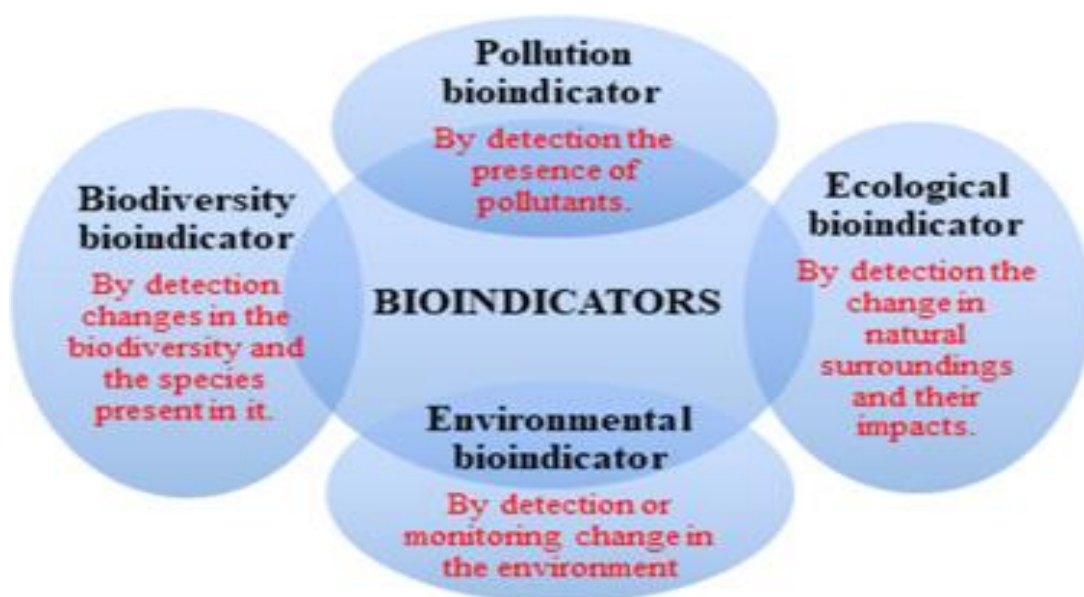 Pollution
bioindicator
By detection the
presence of
pollutants.
Biodiversity
bioindicator
By detection
changes in the
biodiversity and
the species
present in it.
BIOINDICATORS
Ecological
bioindicator
By detection the
change in
natural
surroundings
and their
impacts.
Environmental
bioindicator
By detection or
monitoring change in
the environment